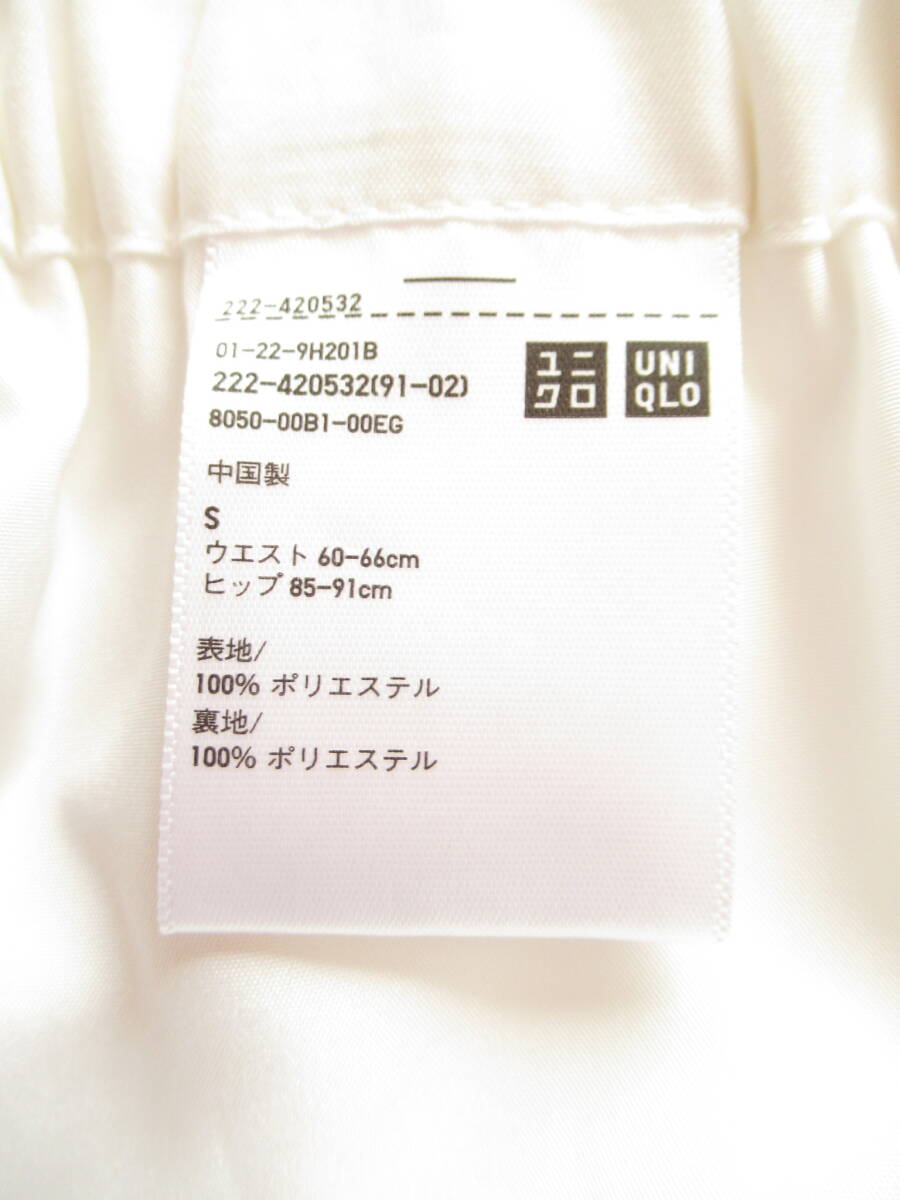 222-420532
01-22-9H201B
222-420532(91-02)
8050-00B1-00EG
ユニ
クロ
UNI
QLO
中国製
S
ウエスト 60-66cm
ヒップ 85-91cm
表地/
100% ポリエステル
裏地/
100% ポリエステル